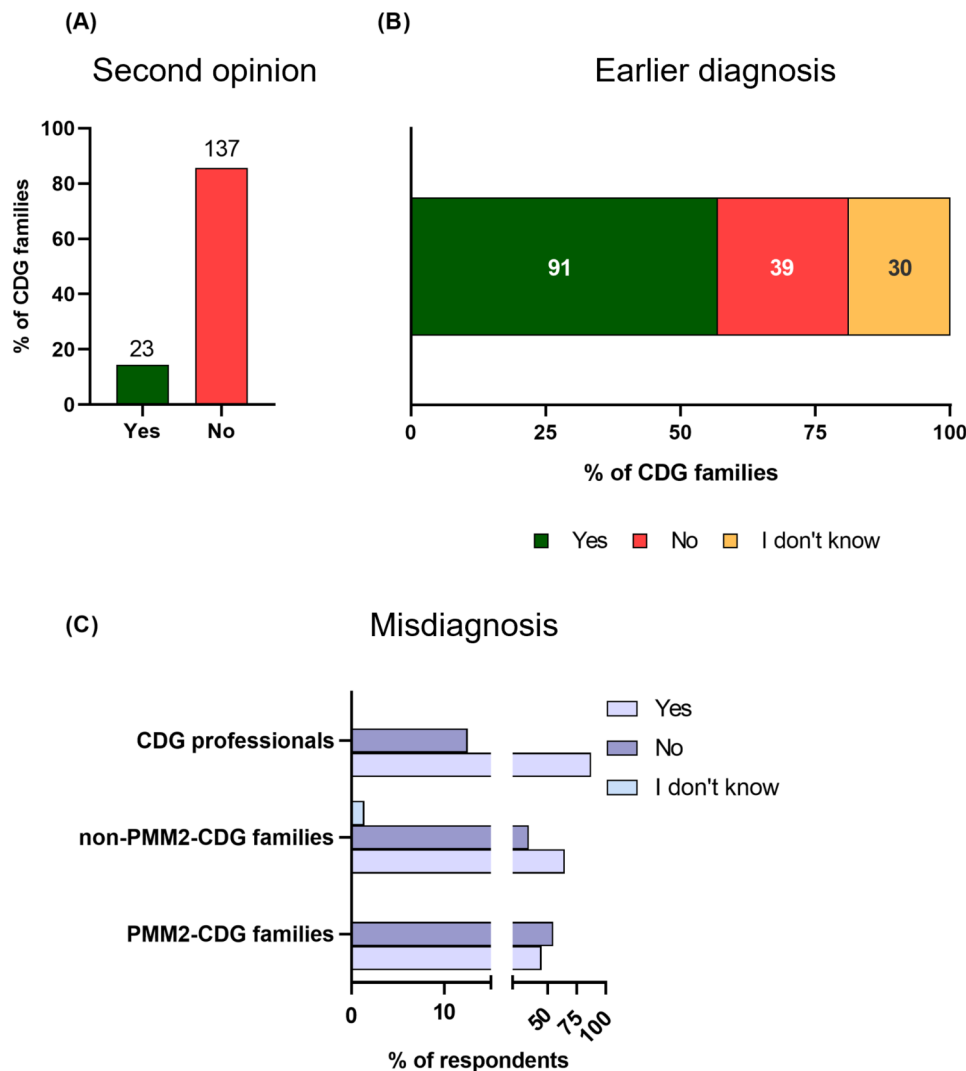 (A)
Second opinion
% of CDG families
100
80
60
40
20
0
23
137
Yes
No
(B)
Earlier diagnosis
91
39
30
0
25
50
75
100
% of CDG families
Yes
No
I don't know
(C)
Misdiagnosis
Yes
No
I don't know
CDG professionals
non-PMM2-CDG families
PMM2-CDG families
0
10
50
75
100
% of respondents